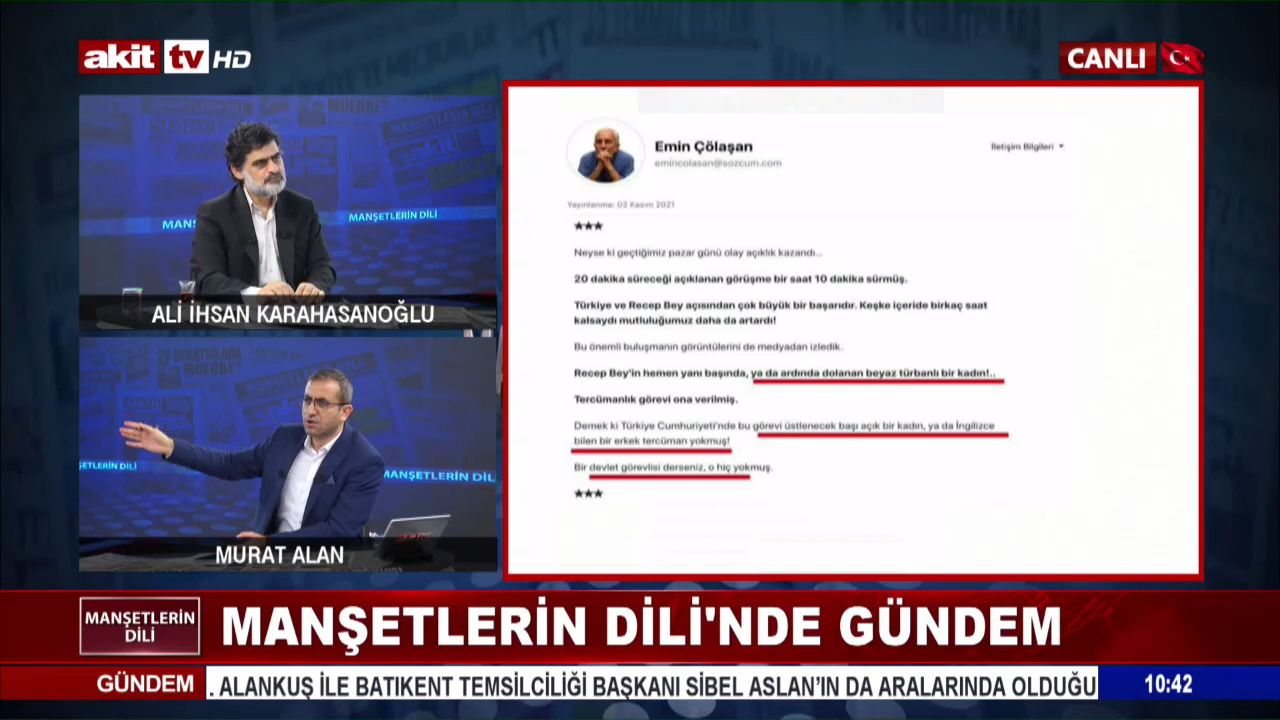 akit tv HD
CANLI
MANŞETLERİN DİLİ
ALİ İHSAN KARAHASANOĞLU
ŞETLERİN DİLİ
MANŞETLERİN DİL
MURAT ALAN
Emin Çölaşan
emincolasan@sozcum.com
İletişim Bilgileri
Yayınlanma: 02 Kasım 2021
★★★
Neyse ki geçtiğimiz pazar günü olay açıklık kazandı...
20 dakika süreceği açıklanan görüşme bir saat 10 dakika sürmüş.
Türkiye ve Recep Bey açısından çok büyük bir başarıdır. Keşke içeride birkaç saat
kalsaydı mutluluğumuz daha da artardı!
Bu önemli buluşmanın görüntülerini de medyadan izledik.
Recep Bey'in hemen yanı başında, ya da ardında dolanan beyaz türbanlı bir kadın!..
Tercümanlık görevi ona verilmiş.
Demek ki Türkiye Cumhuriyeti'nde bu görevi üstlenecek başı açık bir kadın, ya da İngilizce
bilen bir erkek tercüman yokmuş!
Bir devlet görevlisi derseniz, o hiç yokmuş.
★★★
MANŞETLERİN
DİLİ
MANŞETLERİN DİLİ'NDE GÜNDEM
GÜNDEM
. ALANKUŞ İLE BATIKENT TEMSİLCİLİĞİ BAŞKANI SİBEL ASLAN'IN DA ARALARINDA OLDUĞU
10:42